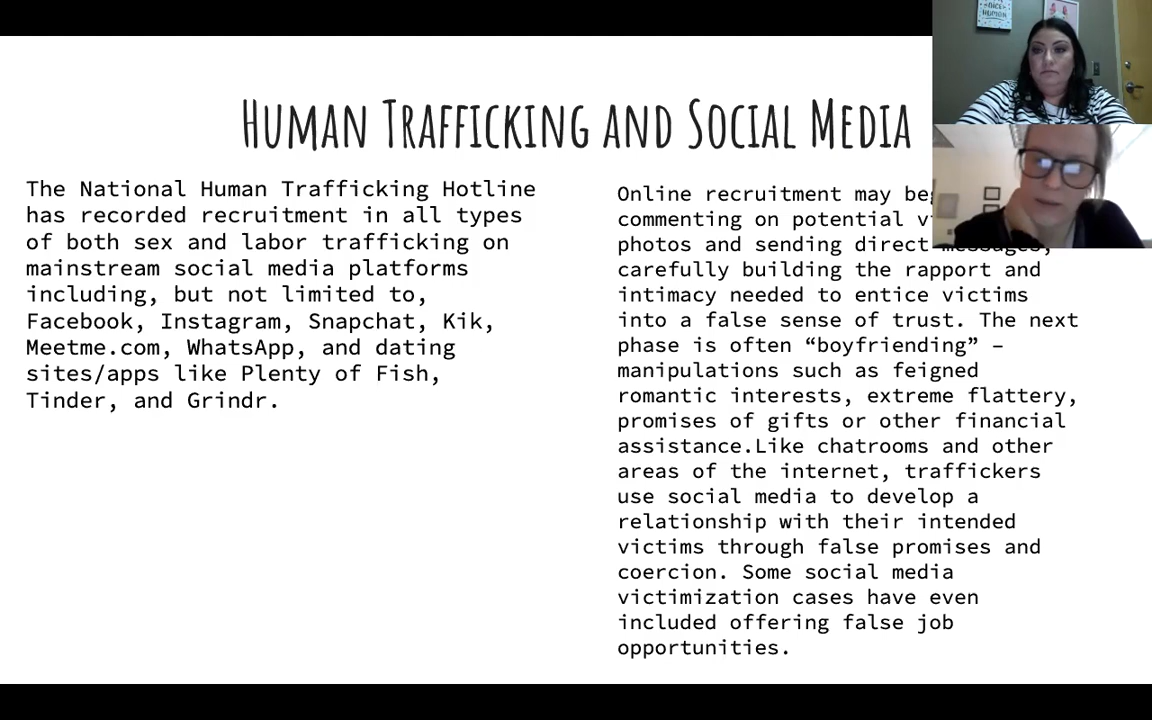 Human Trafficking and Social Media
The National Human Trafficking Hotline
has recorded recruitment in all types
of both sex and labor trafficking on
mainstream social media platforms
including, but not limited to,
Facebook, Instagram, Snapchat, Kik,
Meetme.com, WhatsApp, and dating
sites/apps like Plenty of Fish,
Tinder, and Grindr.
Online recruitment may
commenting on potential
photos and sending direct messages,
carefully building the rapport and
intimacy needed to entice victims
into a false sense of trust. The next
phase is often “boyfriending” –
manipulations such as feigned
romantic interests, extreme flattery,
promises of gifts or other financial
assistance.Like chatrooms and other
areas of the internet, traffickers
use social media to develop a
relationship with their intended
victims through false promises and
coercion. Some social media
victimization cases have even
included offering false job
opportunities.